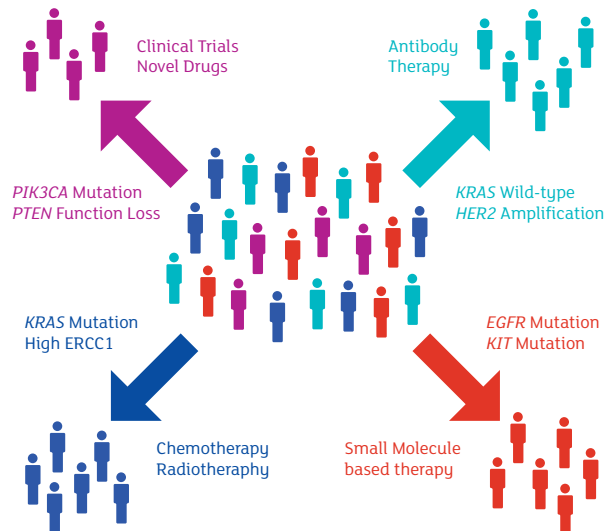 Clinical Trials
Novel Drugs
Antibody
Therapy
PIK3CA Mutation
PTEN Function Loss
KRAS Wild-type
HER2 Amplification
KRAS Mutation
High ERCC1
EGFR Mutation
KIT Mutation
Chemotherapy
Radiotheraphy
Small Molecule
based therapy